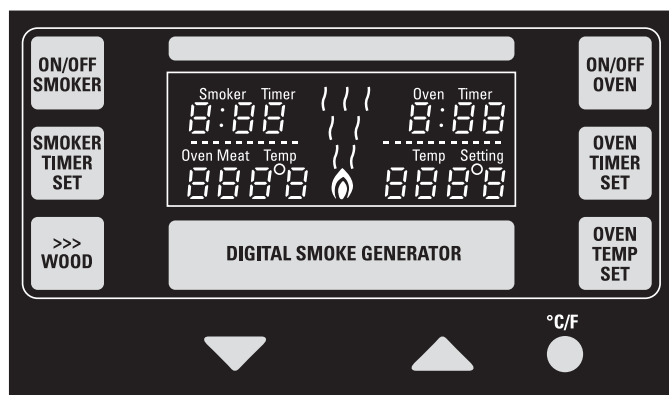 ON/OFF
SMOKER
SMOKER
TIMER
SET
>>>
WOOD
Smoker Timer
8:88
Oven Timer
8:88
Oven Meat Temp
888°8
Temp Setting
888°8
DIGITAL SMOKE GENERATOR
ON/OFF
OVEN
OVEN
TIMER
SET
OVEN
TEMP
SET
°C/F